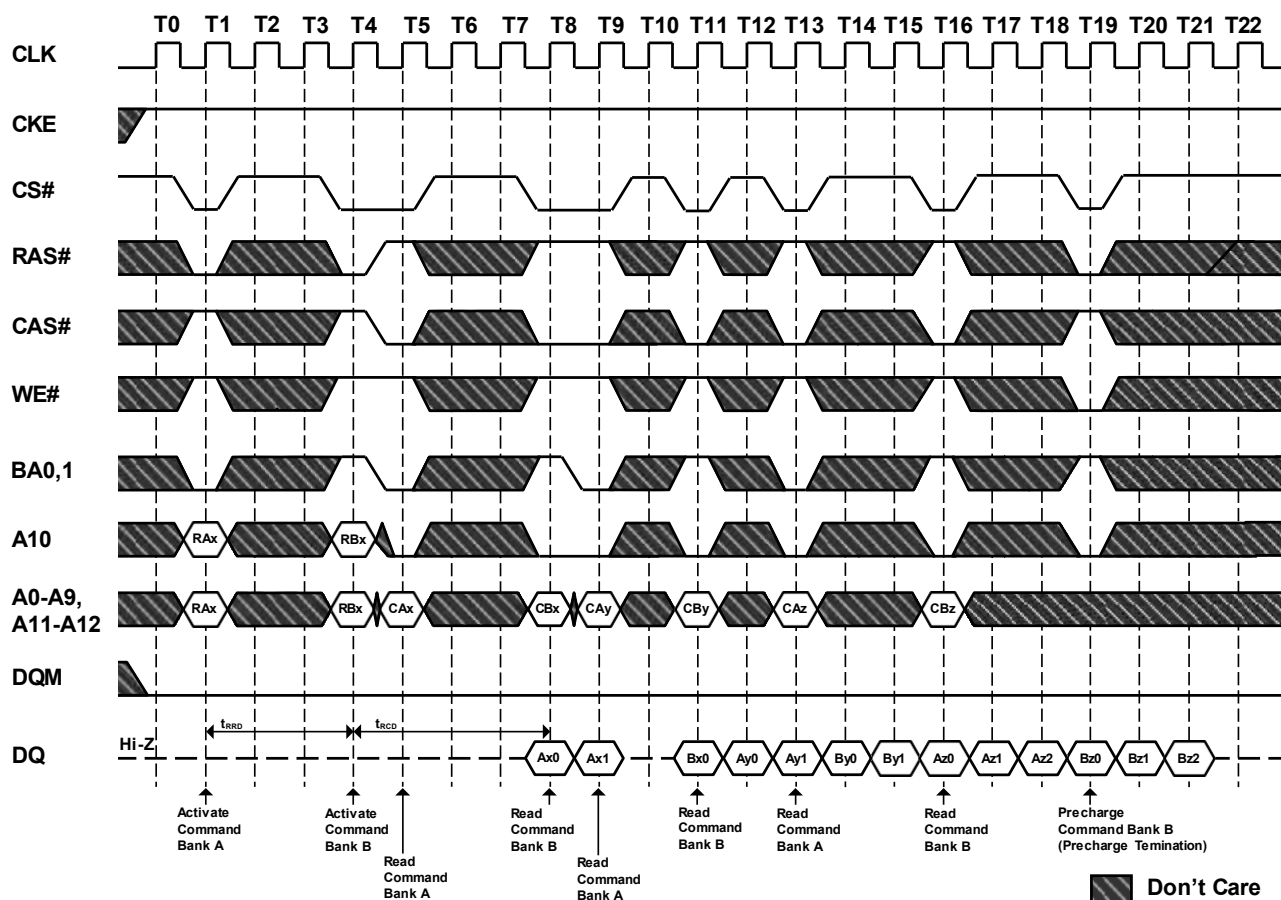 T0 T1 T2 T3 T4 T5 T6 T7 T8 T9 T10 T11 T12 T13 T14 T15 T16 T17 T18 T19 T20 T21 T22
CLK
CKE
CS#
RAS#
CAS#
WE#
BA0,1
A10
RAx RBx
A0-A9,
A11-A12
RAx RBx CAx CBx CAy CBy CAz CBz
DQM
tRRD tRCD
DQ
Hi-Z
Ax0 Ax1 Bx0 Ay0 Ay1 By0 By1 Az0 Az1 Az2 Bz0 Bz1 Bz2
Activate
Command
Bank A
Activate
Command
Bank B
Read
Command
Bank A
Read
Command
Bank B
Read
Command
Bank A
Read
Command
Bank B
Read
Command
Bank A
Read
Command
Bank B
Precharge
Command Bank B
(Precharge Temination)
Don't Care